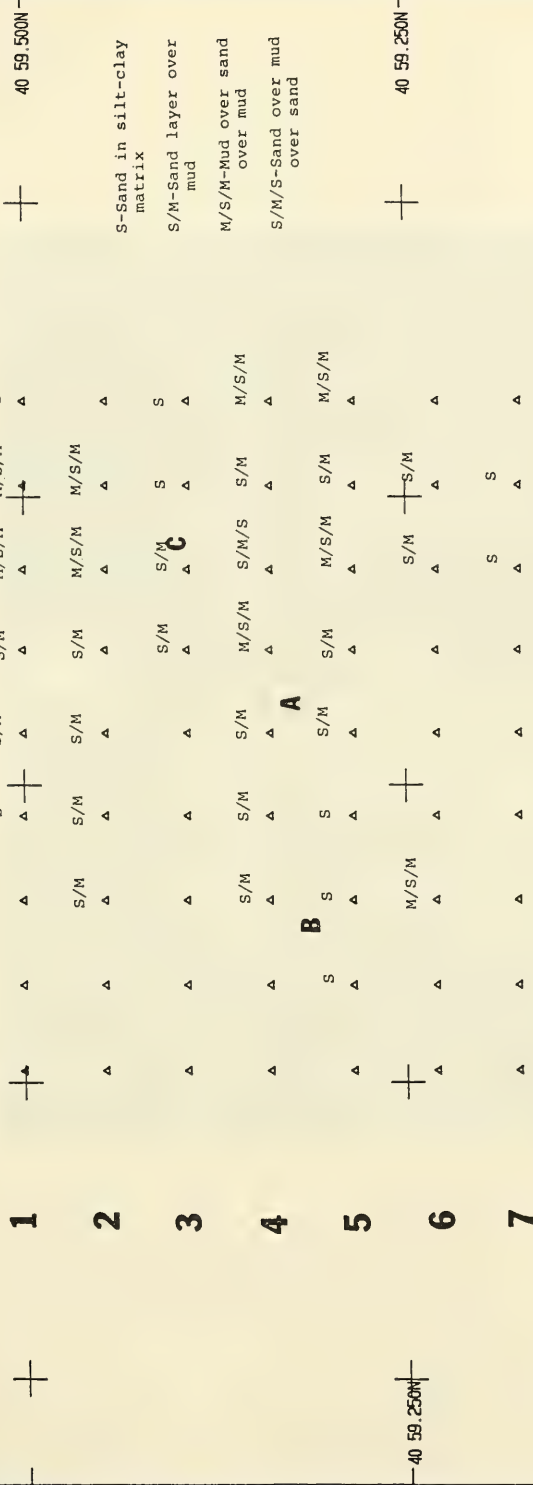 S/M
1 40 59.500N
S/M S/M S/M S/M M/S/M M/S/M
2
S/M S/M S S
3 C
S/M S/M S/M M/S/M S/M/S S/M M/S/M
4
A
B
S S S S/M S/M M/S/M S/M M/S/M
5
M/S/M S/M S/M
40 59.250N 40 59.250N
6
S S
7
S-Sand in silt-clay
matrix
S/M-Sand layer over
mud
M/S/M-Mud over sand
over mud
S/M/S-Sand over mud
over sand